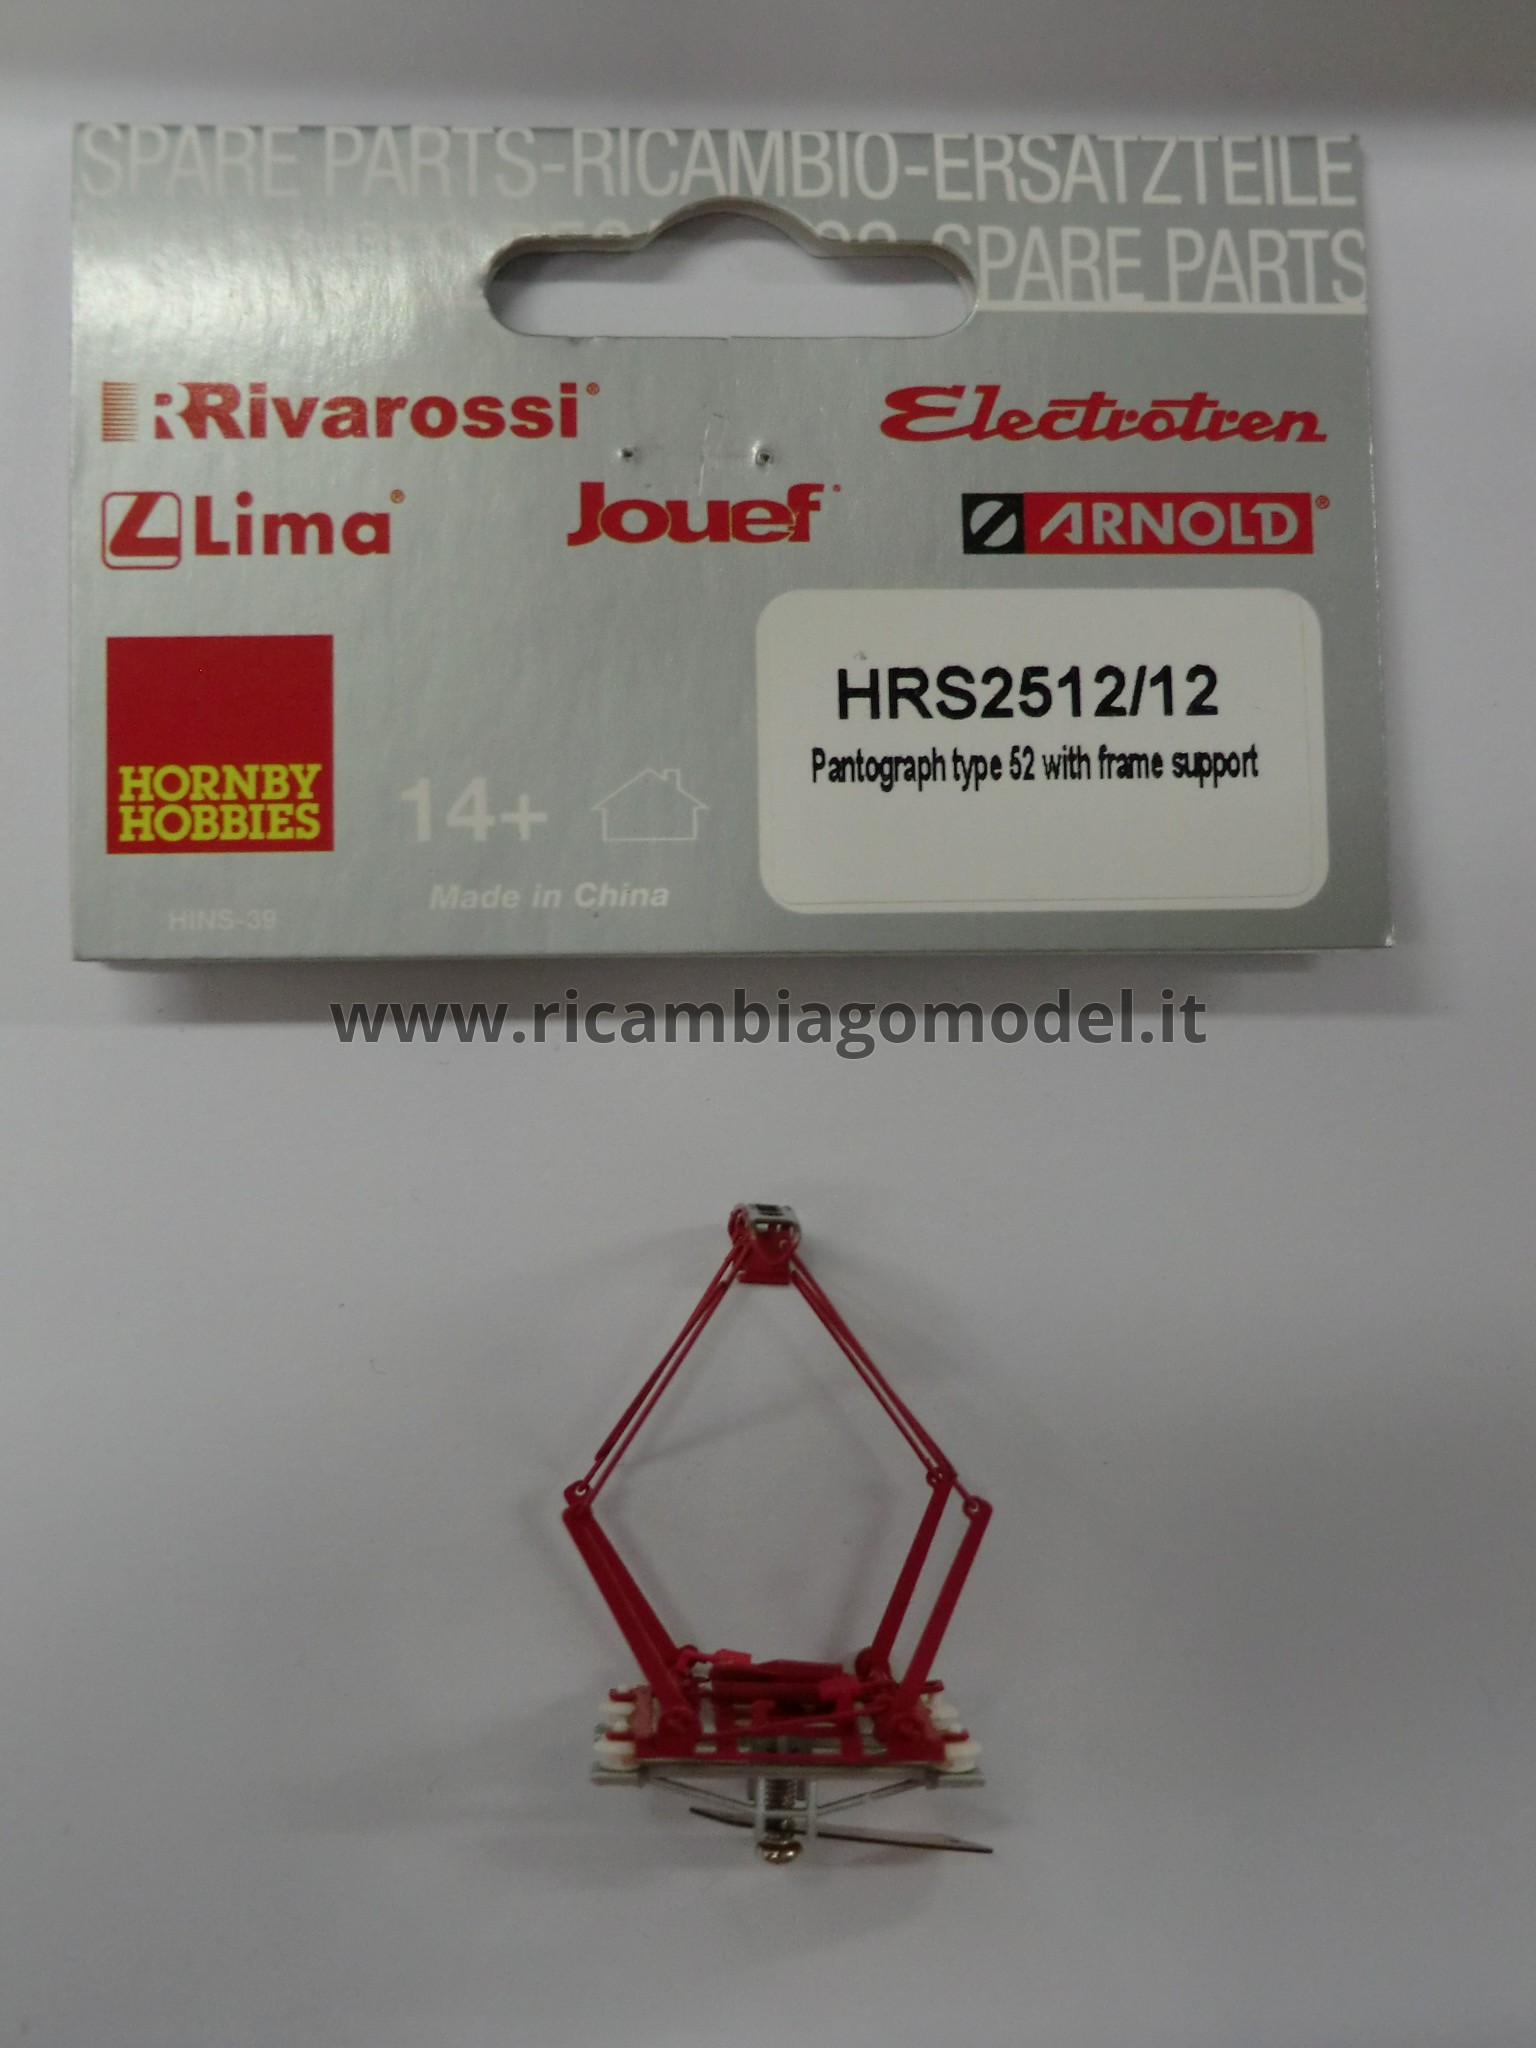 SPARE PARTS-RICAMBIO-ERSATZTEILE
SPARE PARTS
Rivarossi®
Electrotren
Lima®
Jouef
ARNOLD®
HORNBY
HOBBIES
14+
Made in China
HINS-39
HRS2512/12
Pantograph type 52 with frame support
www.ricambiagomodel.it